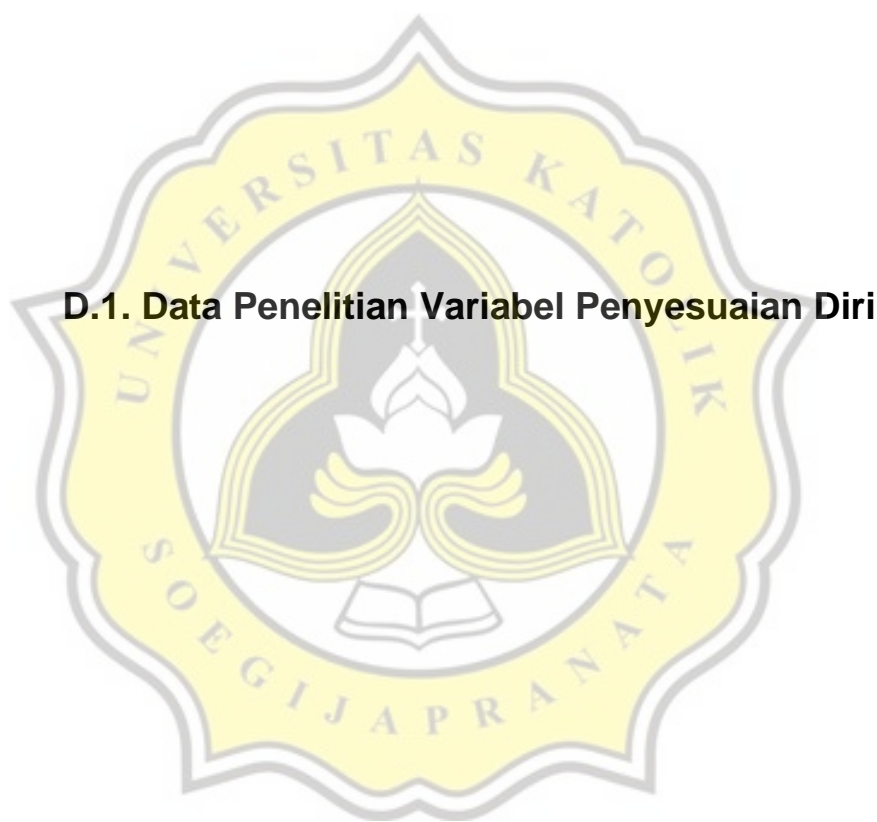 UNIVERSITAS KATOLIK
D.1. Data Penelitian Variabel Penyesuaian Diri
SOEGIJAPRANATA